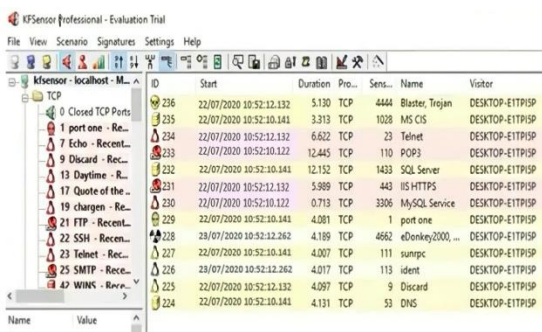 KFSensor Professional - Evaluation Trial
File View Scenario Signatures Settings Help
kfsensor - localhost - M...
TCP
0 Closed TCP Ports
1 port one - Re...
7 Echo - Recent...
9 Discard - Rec...
13 Daytime - R...
17 Quote of the ..
19 chargen - Re...
21 FTP - Recent...
22 SSH - Recen...
23 Telnet - Rec...
25 SMTP - Rece...
42 WINS - Rece...
Name Value
ID Start Duration Pro... Sens... Name Visitor
236 22/07/2020 10:52:12.132 5.130 TCP 4444 Blaster, Trojan DESKTOP-E1TPI5P
235 22/07/2020 10:52:10.141 3.313 TCP 1028 MS CIS DESKTOP-E1TPI5P
234 22/07/2020 10:52:12.132 6.622 TCP 23 Telnet DESKTOP-E1TPI5P
233 22/07/2020 10:52:10.122 12.445 TCP 110 POP3 DESKTOP-E1TPI5P
232 22/07/2020 10:52:10.141 12.152 TCP 1433 SQL Server DESKTOP-E1TPI5P
231 22/07/2020 10:52:12.132 5.989 TCP 443 IIS HTTPS DESKTOP-E1TPI5P
230 22/07/2020 10:52:10.122 0.713 TCP 3306 MySQL Service DESKTOP-E1TPI5P
229 22/07/2020 10:52:10.141 4.081 TCP 1 port one DESKTOP-E1TPI5P
228 23/07/2020 10:52:12.262 4.189 TCP 4662 eDonkey2000, ... DESKTOP-E1TPI5P
227 22/07/2020 10:52:10.141 4.007 TCP 111 sunrpc DESKTOP-E1TPI5P
226 23/07/2020 10:52:12.262 4.017 TCP 113 ident DESKTOP-E1TPI5P
225 22/07/2020 10:52:12.132 4.097 TCP 9 Discard DESKTOP-E1TPI5P
224 22/07/2020 10:52:10.141 4.131 TCP 53 DNS DESKTOP-E1TPI5P